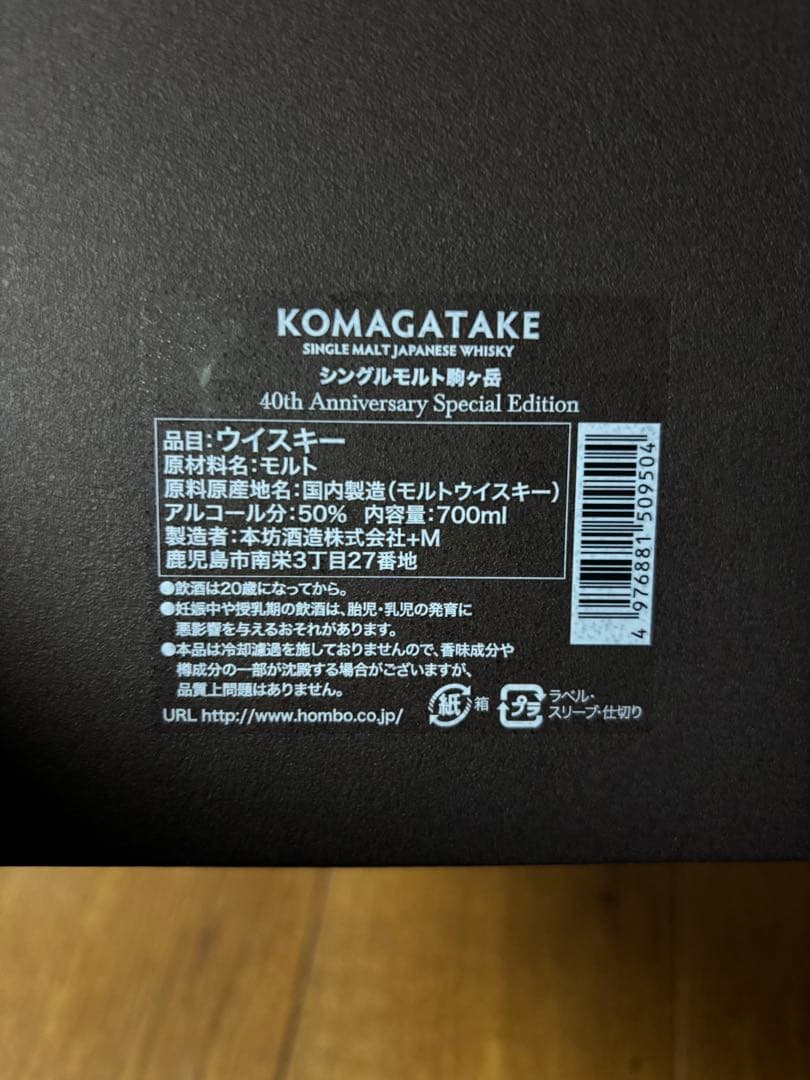 KOMAGATAKE
SINGLE MALT JAPANESE WHISKY
シングルモルト駒ヶ岳
40th Anniversary Special Edition
品目:ウイスキー
原材料名:モルト
原料原産地名:国内製造(モルトウイスキー)
アルコール分:50% 内容量:700ml
製造者:本坊酒造株式会社+M
鹿児島市南栄3丁目27番地
●飲酒は20歳になってから。
●妊娠中や授乳期の飲酒は、胎児・乳児の発育に
悪影響を与えるおそれがあります。
●本品は冷却濾過を施しておりませんので、香味成分や
樽成分の一部が沈殿する場合がございますが、
品質上問題はありません。
URL http://www.hombo.co.jp/
紙 箱
プラ ラベル・
スリーブ・仕切り
4 976881 509504